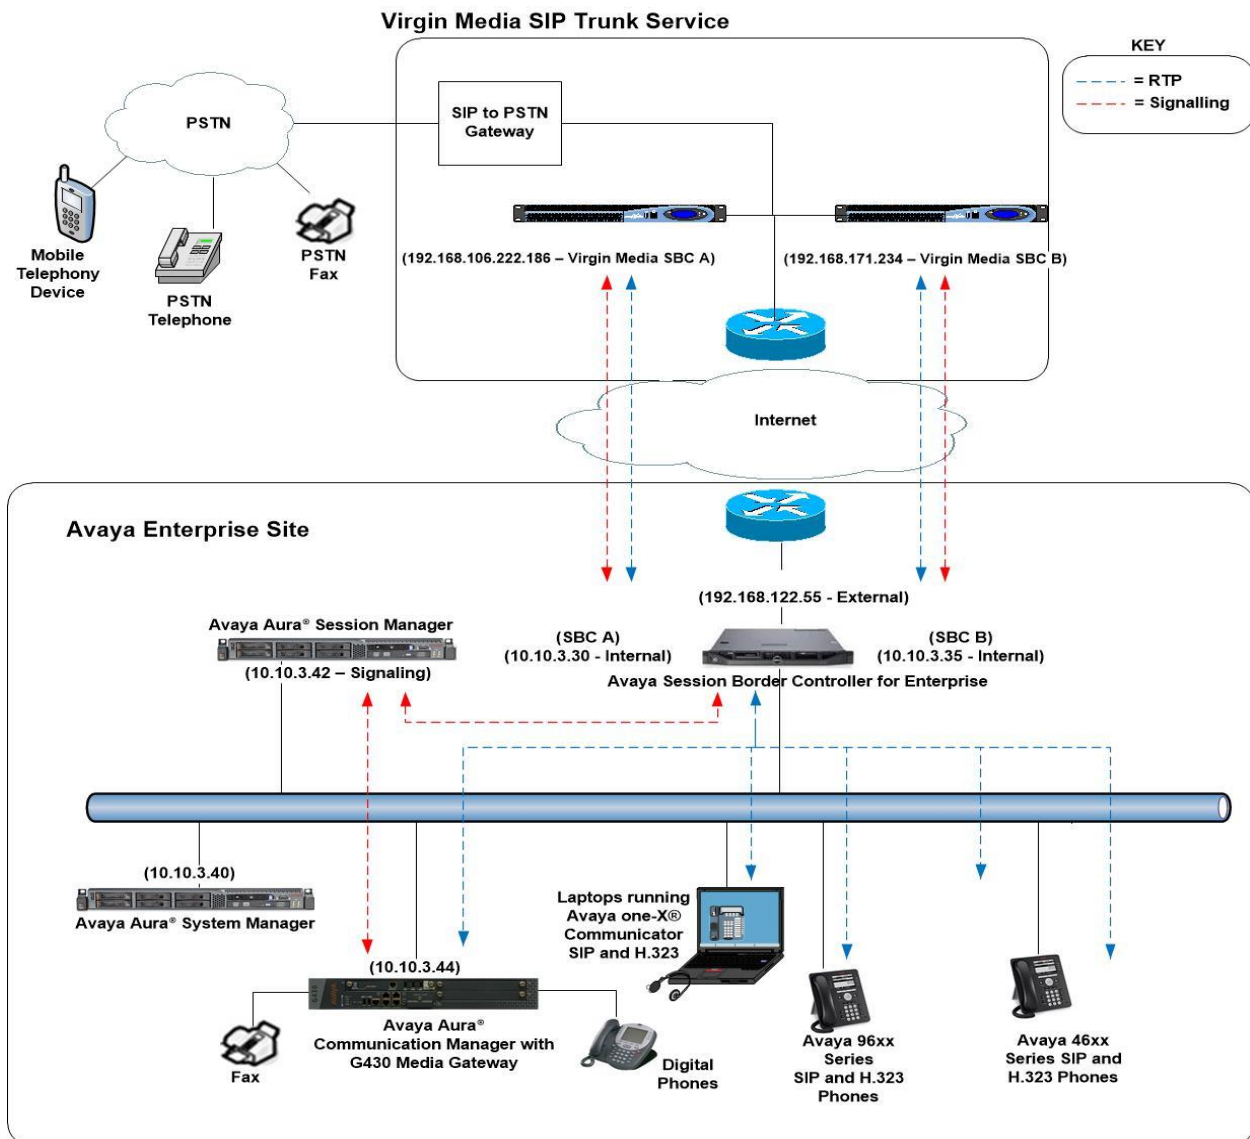 Virgin Media SIP Trunk Service
KEY
= RTP
= Signalling
PSTN
SIP to PSTN
Gateway
Mobile
Telephony
Device
PSTN
Telephone
PSTN
Fax
(192.168.106.222.186 – Virgin Media SBC A)
(192.168.171.234 – Virgin Media SBC B)
Internet
Avaya Enterprise Site
(192.168.122.55 - External)
Avaya Aura® Session Manager
(10.10.3.42 – Signaling)
(SBC A)
(10.10.3.30 - Internal)
(SBC B)
(10.10.3.35 - Internal)
Avaya Session Border Controller for Enterprise
(10.10.3.40)
Avaya Aura® System Manager
(10.10.3.44)
G430
Avaya Aura®
Communication Manager with
G430 Media Gateway
Fax
Digital
Phones
Laptops running
Avaya one-X®
Communicator
SIP and H.323
Avaya 96xx
Series
SIP and H.323
Phones
Avaya 46xx
Series SIP and
H.323 Phones